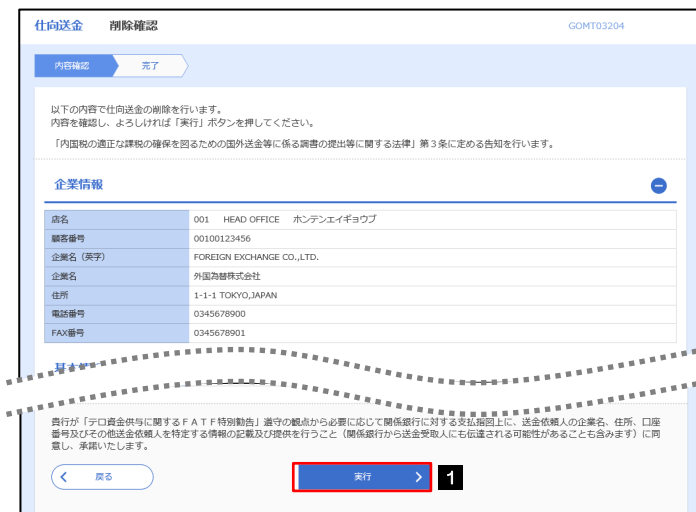 仕向送金 削除確認 GOMT03204
内容確認 完了
以下の内容で仕向送金の削除を行います。
内容を確認し、よろしければ「実行」ボタンを押してください。
「内国税の適正な課税の確保を図るための国外送金等に係る調書の提出等に関する法律」第3条に定める告知を行います。
企業情報
店名 001 HEAD OFFICE ホンテンエイギョウブ
顧客番号 00100123456
企業名(英字) FOREIGN EXCHANGE CO.,LTD.
企業名 外国為替株式会社
住所 1-1-1 TOKYO,JAPAN
電話番号 0345678900
FAX番号 0345678901
基本
貴行が「テロ資金供与に関するFATF特別勧告」遵守の観点から必要に応じて関係銀行に対する支払指図上に、送金依頼人の企業名、住所、口座
番号及びその他送金依頼人を特定する情報の記載及び提供を行うこと(関係銀行から送金受取人にも伝達される可能性があることも含みます)に同
意し、承諾いたします。
戻る 実行 1